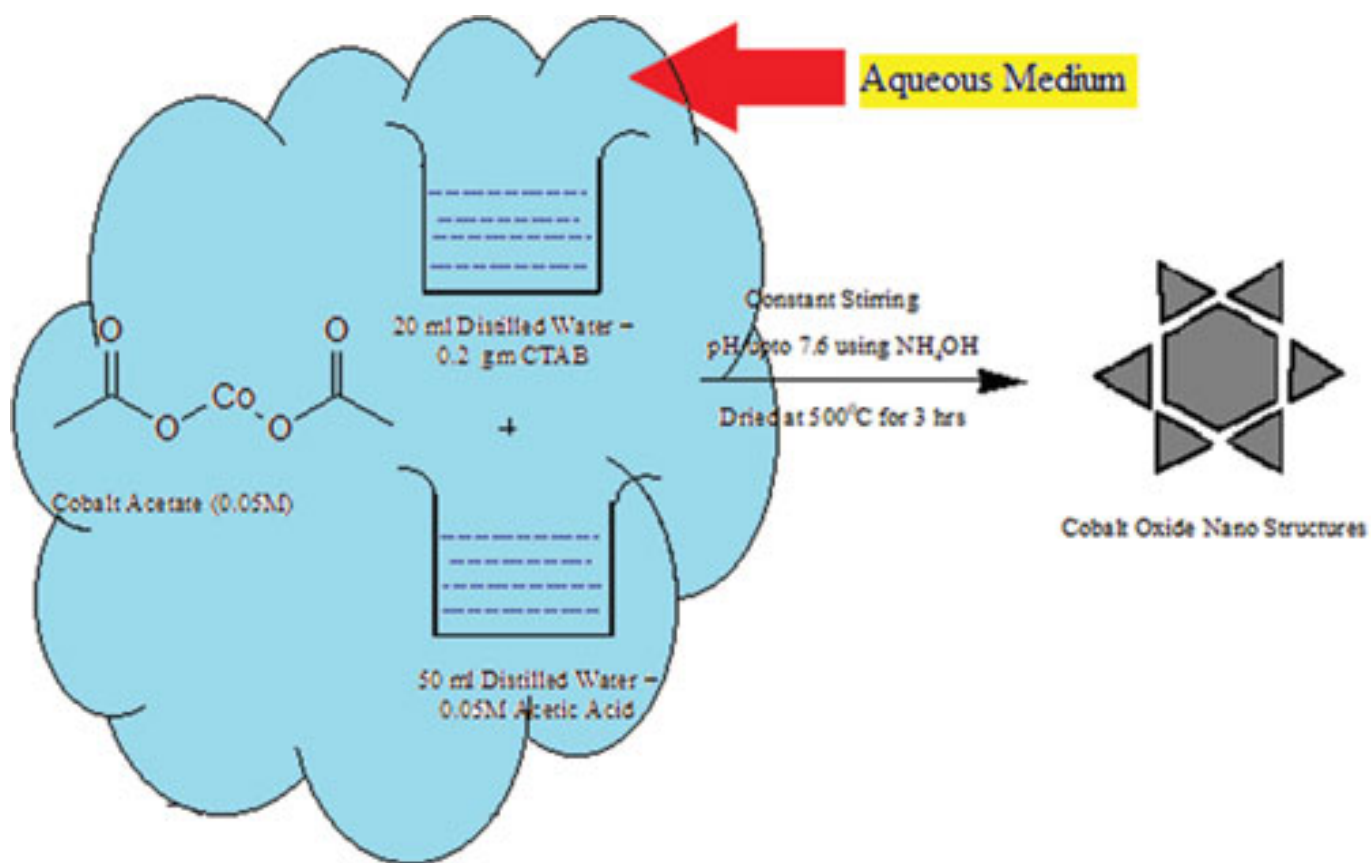 Aqueous Medium
20 ml Distilled Water –
0.2 gm CTAB
O
O
Co
O
O
+
Cobalt Acetate (0.05M)
50 ml Distilled Water –
0.05M Acetic Acid
Constant Stirring
pH upto 7.6 using NH₄OH
Dried at 500⁰C for 3 hrs
Cobalt Oxide Nano Structures